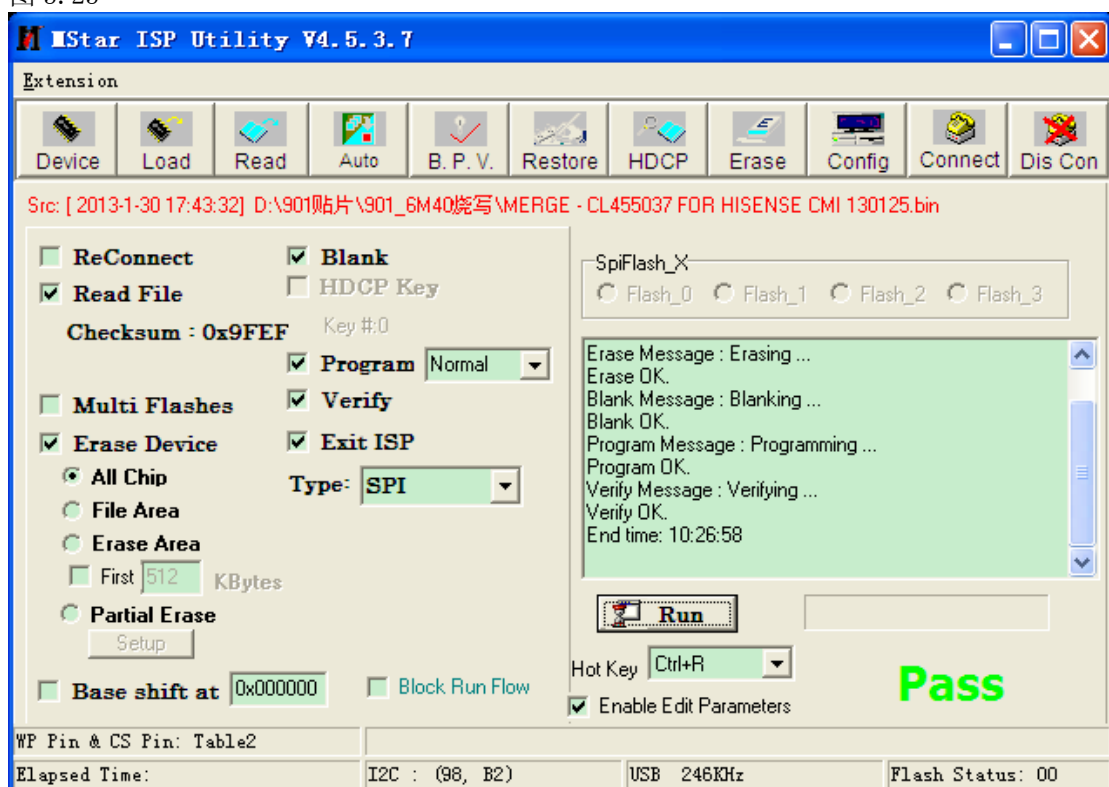 MStar ISP Utility V4.5.3.7
Extension
Device Load Read Auto B. P. V. Restore HDCP Erase Config Connect Dis Con
Src: [ 2013-1-30 17:43:32] D:\901贴片\901_6M40烧写\MERGE - CL455037 FOR HISENSE CMI 130125.bin
ReConnect
Read File
Checksum : 0x9FEF
Multi Flashes
Erase Device
All Chip
File Area
Erase Area
First 512 KBytes
Partial Erase
Setup
Base shift at 0x000000
Blank
HDCP Key
Key #:0
Program Normal
Verify
Exit ISP
Type: SPI
Block Run Flow
SpiFlash_X
Flash_0 Flash_1 Flash_2 Flash_3
Erase Message : Erasing ...
Erase OK.
Blank Message : Blanking ...
Blank OK.
Program Message : Programming ...
Program OK.
Verify Message : Verifying ...
Verify OK.
End time: 10:26:58
Run
Hot Key Ctrl+R
Enable Edit Parameters
Pass
WP Pin & CS Pin: Table2
Elapsed Time: I2C : (98, B2) USB 246KHz Flash Status: 00